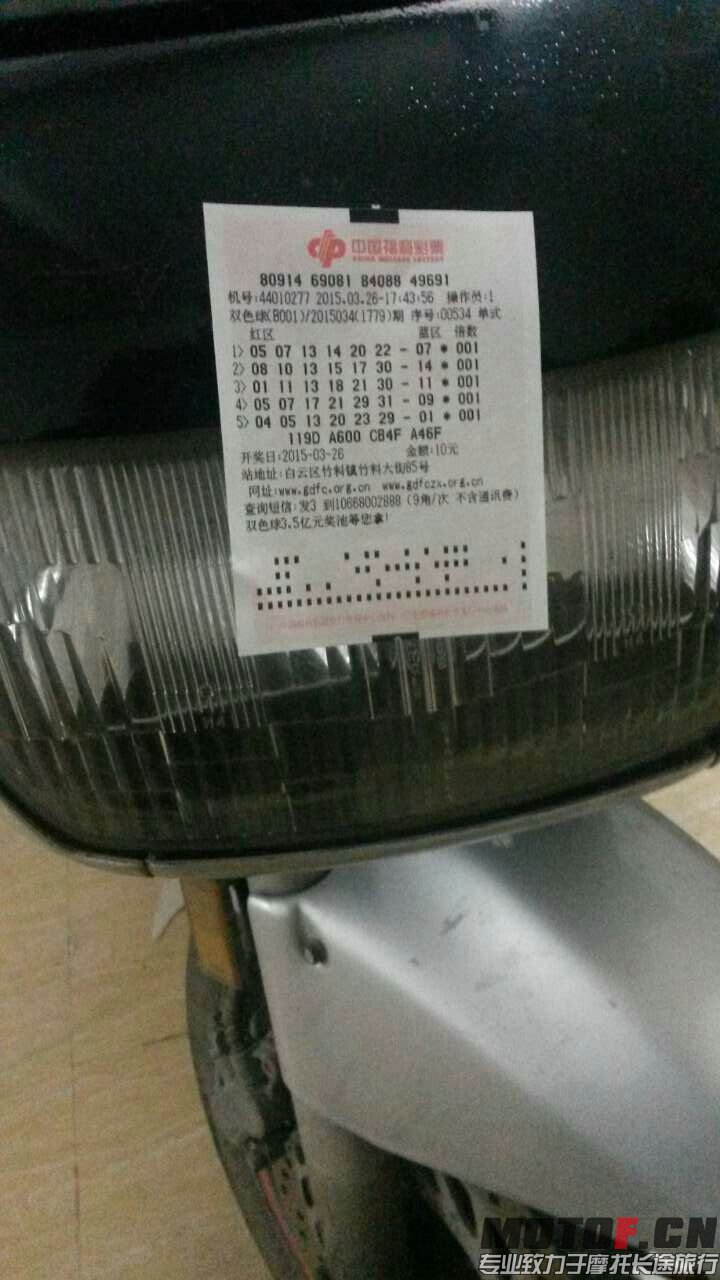 中国福利彩票
CHINA WELFARE LOTTERY
80914 69081 84088 49691
机号:44010277 2015.03.26-17:43:56 操作员:1
双色球(B001)/2015034(1779)期 序号:00534 单式
红区 蓝区 倍数
1> 05 07 13 14 20 22 - 07 * 001
2> 08 10 13 15 17 30 - 14 * 001
3> 01 11 13 18 21 30 - 11 * 001
4> 05 07 17 21 29 31 - 09 * 001
5> 04 05 13 20 23 29 - 01 * 001
119D A600 CB4F A46F
开奖日:2015-03-26 金额:10元
站地址:白云区竹料镇竹料大街85号
网址:www.gdfc.org.cn www.gdfczx.org.cn
查询短信:发3 到10668002888 (9角/次 不含通讯费)
双色球3.5亿元奖池等您拿!
MOTOF.CN
专业致力于摩托长途旅行